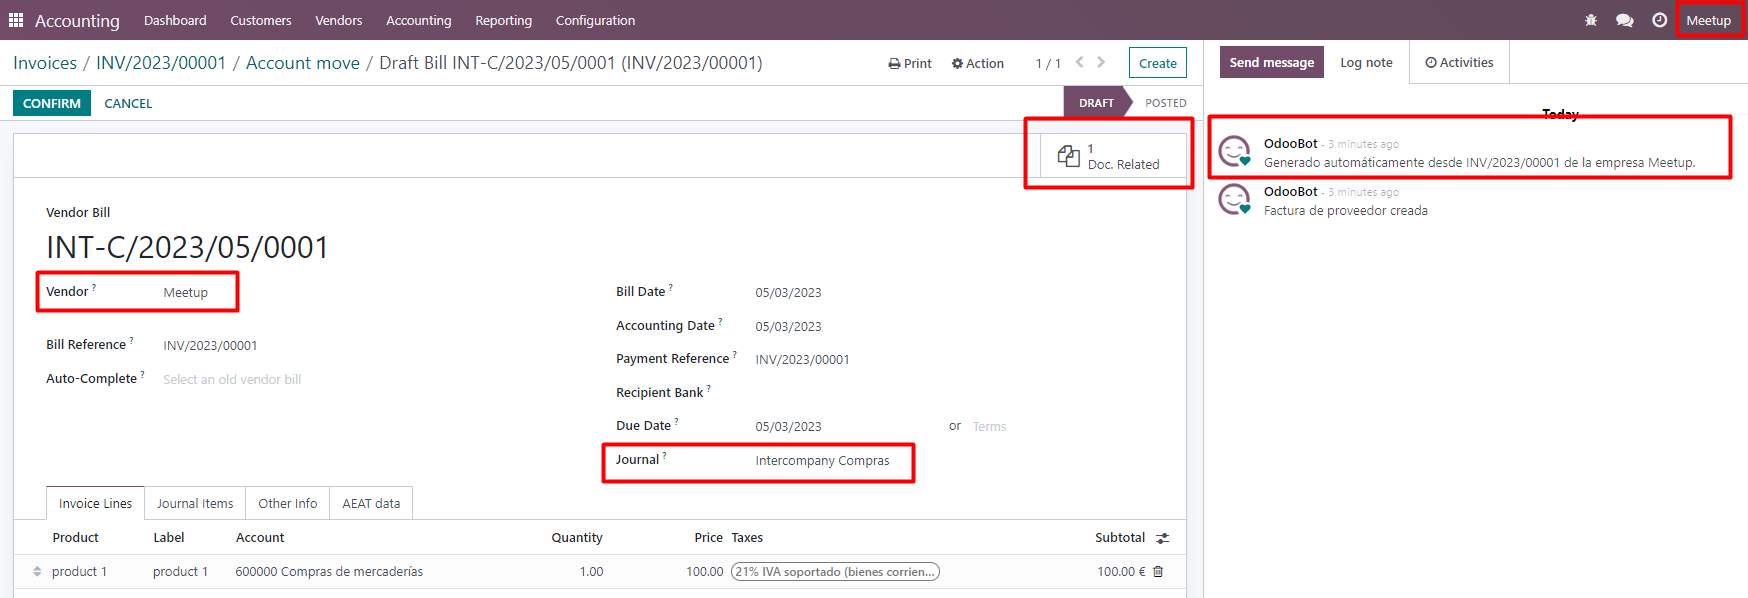 Accounting Dashboard Customers Vendors Accounting Reporting Configuration Meetup
Invoices / INV/2023/00001 / Account move / Draft Bill INT-C/2023/05/0001 (INV/2023/00001) Print Action 1 / 1 Create
Send message Log note Activities
CONFIRM CANCEL DRAFT POSTED
Today
1
Doc. Related
OdooBot - 3 minutes ago
Generado automáticamente desde INV/2023/00001 de la empresa Meetup.
OdooBot - 3 minutes ago
Factura de proveedor creada
Vendor Bill
INT-C/2023/05/0001
Vendor ? Meetup
Bill Reference ? INV/2023/00001
Auto-Complete ? Select an old vendor bill
Bill Date ? 05/03/2023
Accounting Date ? 05/03/2023
Payment Reference ? INV/2023/00001
Recipient Bank ?
Due Date ? 05/03/2023 or Terms
Journal ? Intercompany Compras
Invoice Lines Journal Items Other Info AEAT data
Product Label Account Quantity Price Taxes Subtotal
product 1 product 1 600000 Compras de mercaderías 1.00 100.00 21% IVA soportado (bienes corrien... 100.00 €